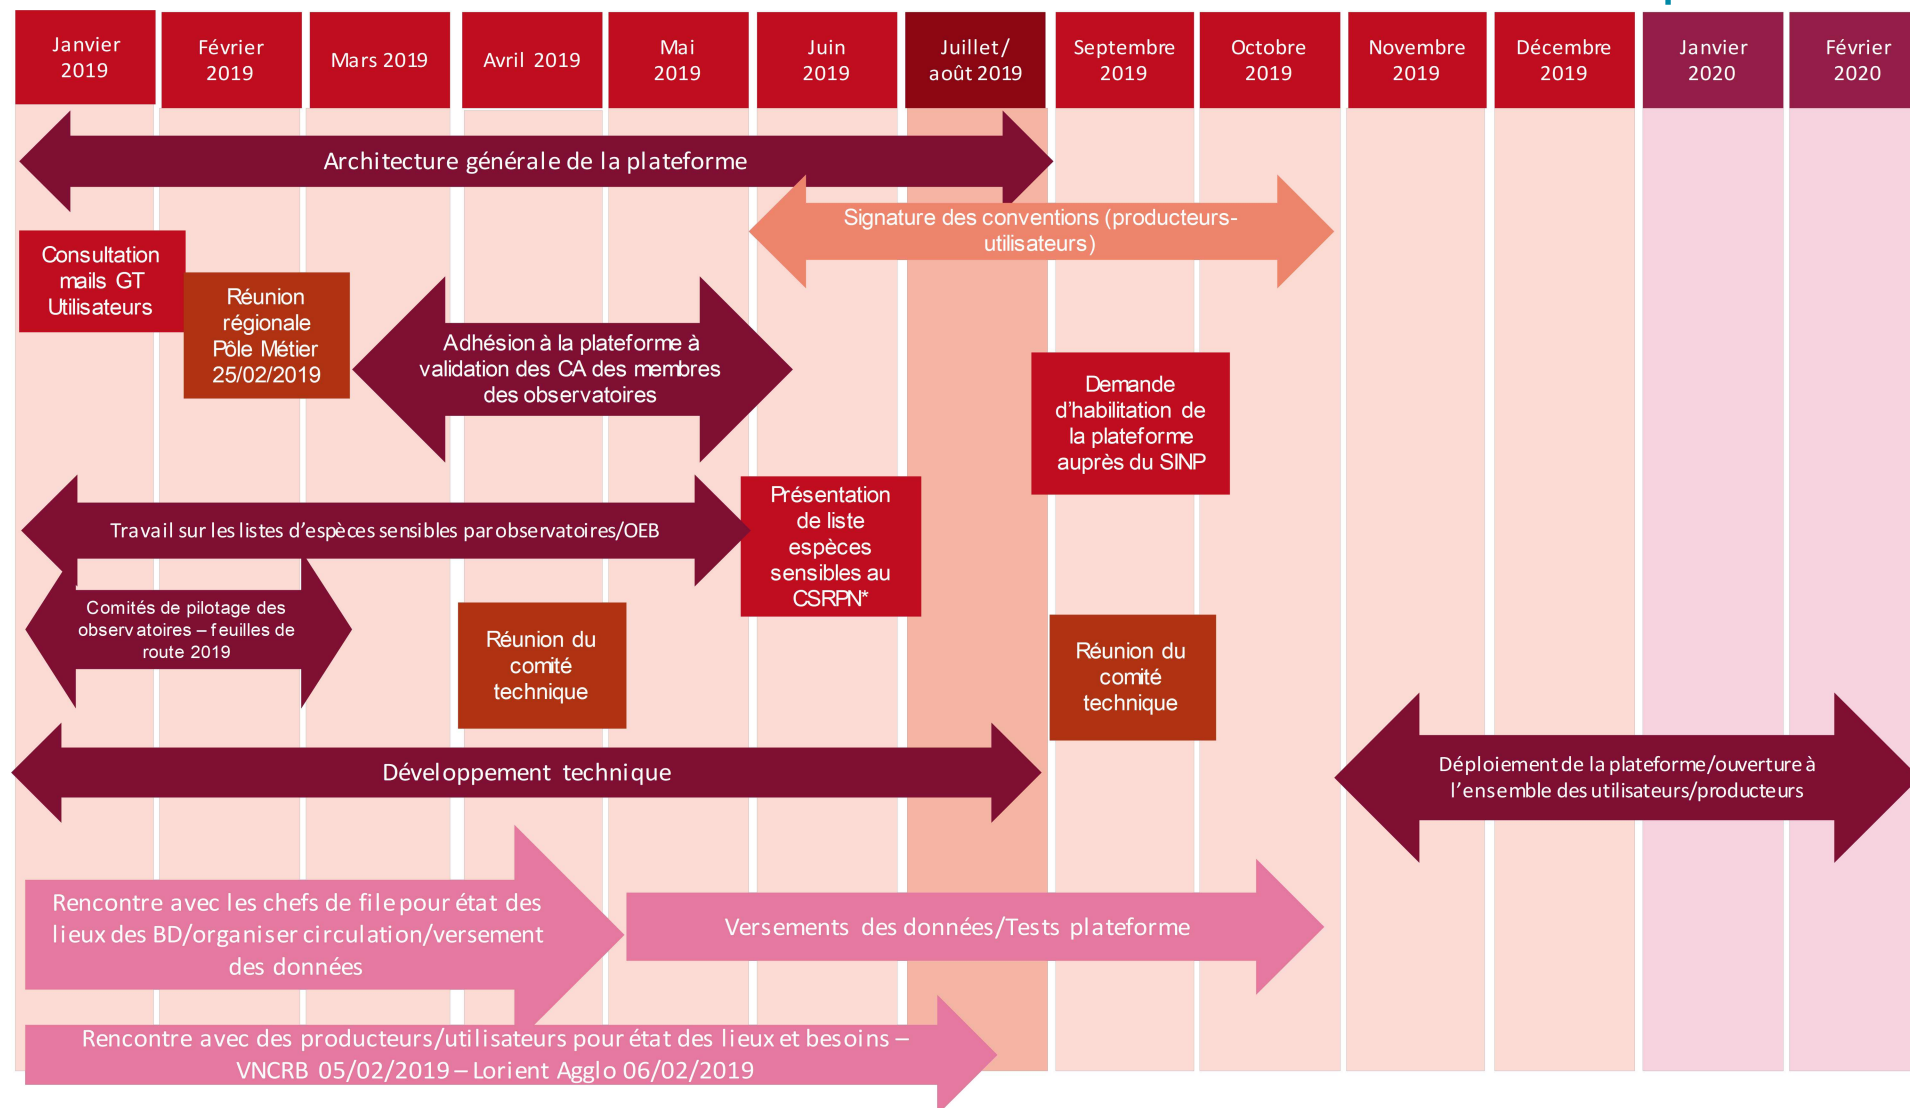 Janvier
2019
Février
2019
Mars 2019
Avril 2019
Mai
2019
Juin
2019
Juillet/
août 2019
Septembre
2019
Octobre
2019
Novembre
2019
Décembre
2019
Janvier
2020
Février
2020
Architecture générale de la plateforme
Signature des conventions (producteurs-
utilisateurs)
Consultation
mails GT
Utilisateurs
Réunion
régionale
Pôle Métier
25/02/2019
Adhésion à la plateforme à
validation des CA des membres
des observatoires
Demande
d'habilitation de
la plateforme
auprès du SINP
Travail sur les listes d'espèces sensibles par observatoires/OEB
Présentation
de liste
espèces
sensibles au
CSRPN*
Comités de pilotage des
observatoires – feuilles de
route 2019
Réunion du
comité
technique
Réunion du
comité
technique
Développement technique
Déploiement de la plateforme/ouverture à
l'ensemble des utilisateurs/producteurs
Rencontre avec les chefs de file pour état des
lieux des BD/organiser circulation/versement
des données
Versements des données/Tests plateforme
Rencontre avec des producteurs/utilisateurs pour état des lieux et besoins –
VNCRB 05/02/2019 – Lorient Agglo 06/02/2019